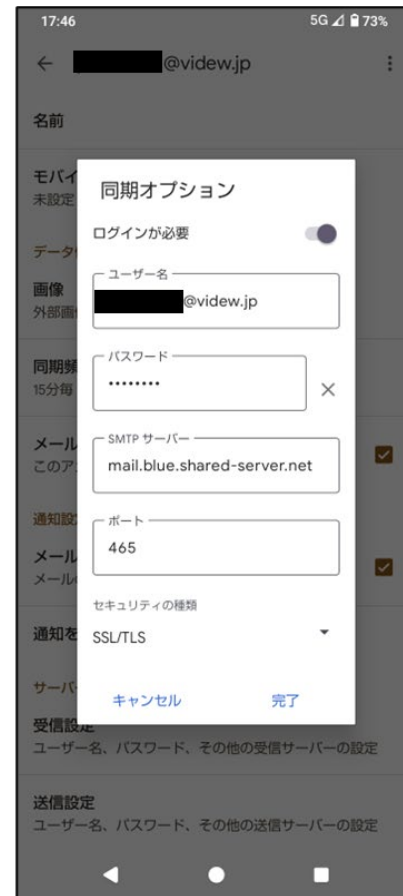 17:46 5G 73%
@videw.jp
名前
モバイ
未設定
データ
画像
外部画
同期頻
15分毎
メール
このア
通知設
メール
メール
通知を
サーバ
受信設定
ユーザー名、パスワード、その他の受信サーバーの設定
送信設定
ユーザー名、パスワード、その他の送信サーバーの設定
同期オプション
ログインが必要
ユーザー名
@videw.jp
パスワード
••••••••
SMTP サーバー
mail.blue.shared-server.net
ポート
465
セキュリティの種類
SSL/TLS
キャンセル 完了